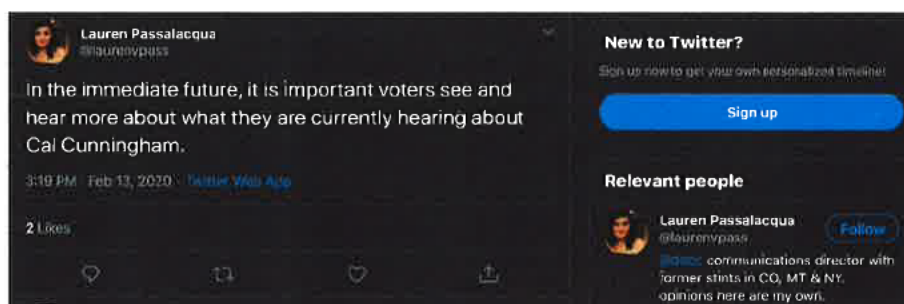 Lauren Passalacqua
@laurenvpass
In the immediate future, it is important voters see and
hear more about what they are currently hearing about
Cal Cunningham.
3:19 PM · Feb 13, 2020 · Twitter Web App
2 Likes
New to Twitter?
Sign up now to get your own personalized timeline!
Sign up
Relevant people
Lauren Passalacqua
@laurenvpass
Follow
@dscc communications director with
former stints in CO, MT & NY.
opinions here are my own.